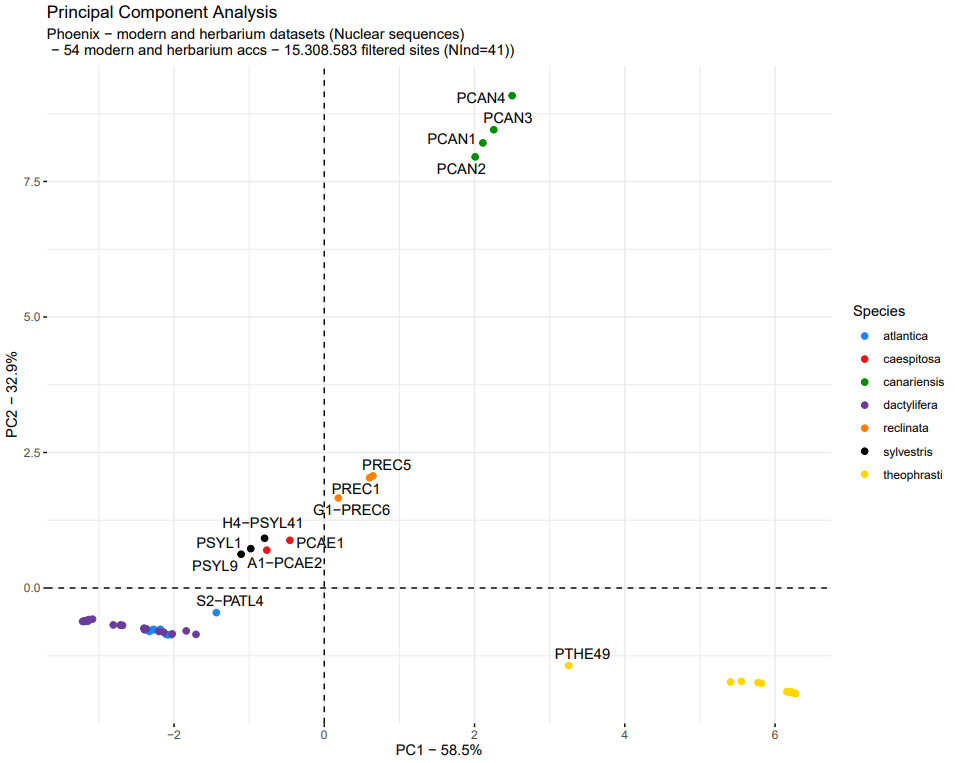 Principal Component Analysis
Phoenix − modern and herbarium datasets (Nuclear sequences)
− 54 modern and herbarium accs − 15.308.583 filtered sites (NInd=41))
PCAN4
PCAN3
PCAN1
PCAN2
7.5
5.0
PC2 − 32.9%
2.5
PREC5
PREC1
G1−PREC6
H4−PSYL41
PSYL1
PCAE1
PSYL9
A1−PCAE2
0.0
S2−PATL4
PTHE49
−2
0
2
4
6
PC1 − 58.5%
Species
atlantica
caespitosa
canariensis
dactylifera
reclinata
sylvestris
theophrasti